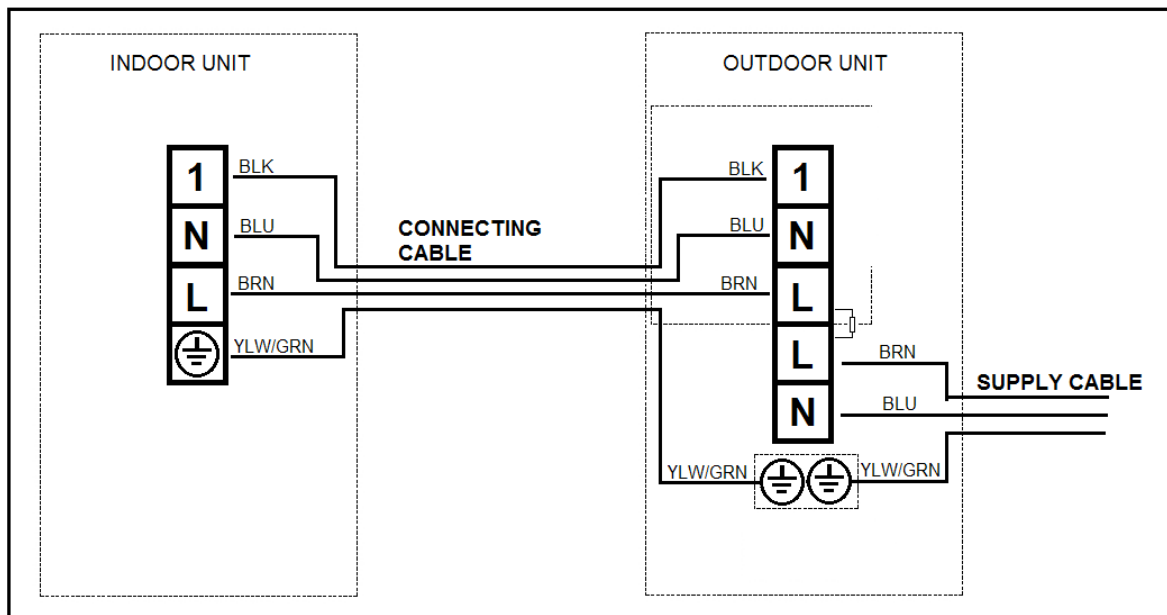 INDOOR UNIT
OUTDOOR UNIT
1
BLK
BLK
1
N
BLU
CONNECTING
CABLE
BLU
N
L
BRN
BRN
L
YLW/GRN
L
BRN
SUPPLY CABLE
N
BLU
YLW/GRN
YLW/GRN